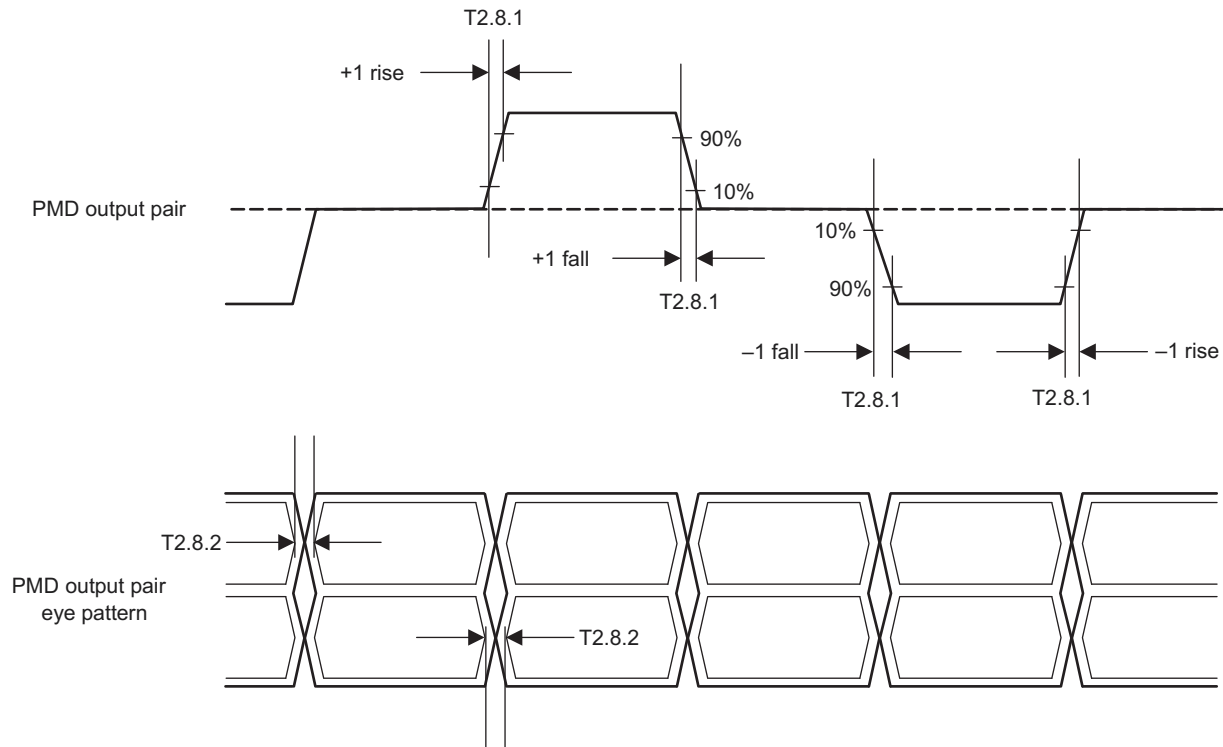 T2.8.1
+1 rise
90%
10%
PMD output pair
10%
+1 fall
90%
T2.8.1
–1 fall
–1 rise
T2.8.1
T2.8.1
T2.8.2
PMD output pair
eye pattern
T2.8.2